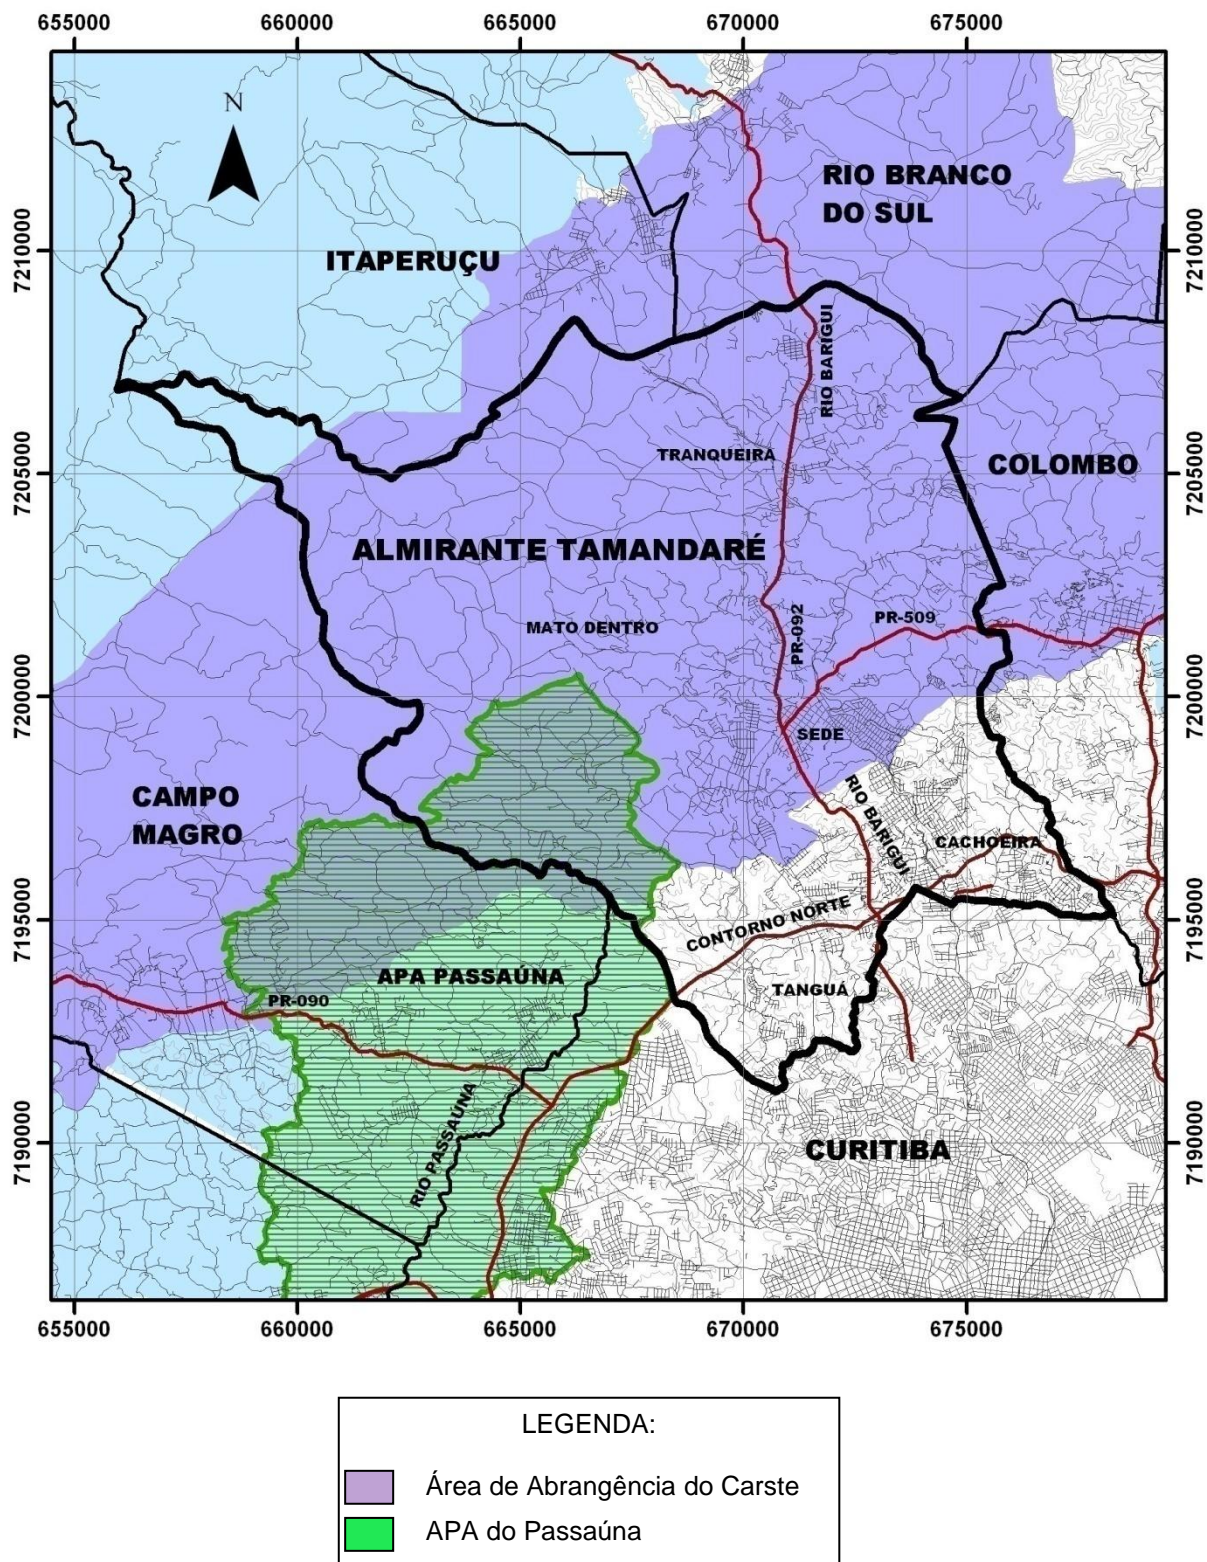 655000 660000 665000 670000 675000
N
RIO BRANCO
DO SUL
7210000
ITAPERUÇU
7210000
RIO BARIGUI
TRANQUEIRA
COLOMBO
7205000
7205000
ALMIRANTE TAMANDARÉ
MATO DENTRO
PR-092
PR-509
7200000
7200000
SEDE
CAMPO
MAGRO
RIO BARIGUI
CACHOEIRA
7195000
7195000
CONTORNO NORTE
APA PASSAÚNA
TANGUÁ
PR-090
RIO PASSAÚNA
7190000
CURITIBA
7190000
655000 660000 665000 670000 675000
LEGENDA:
Área de Abrangência do Carste
APA do Passaúna